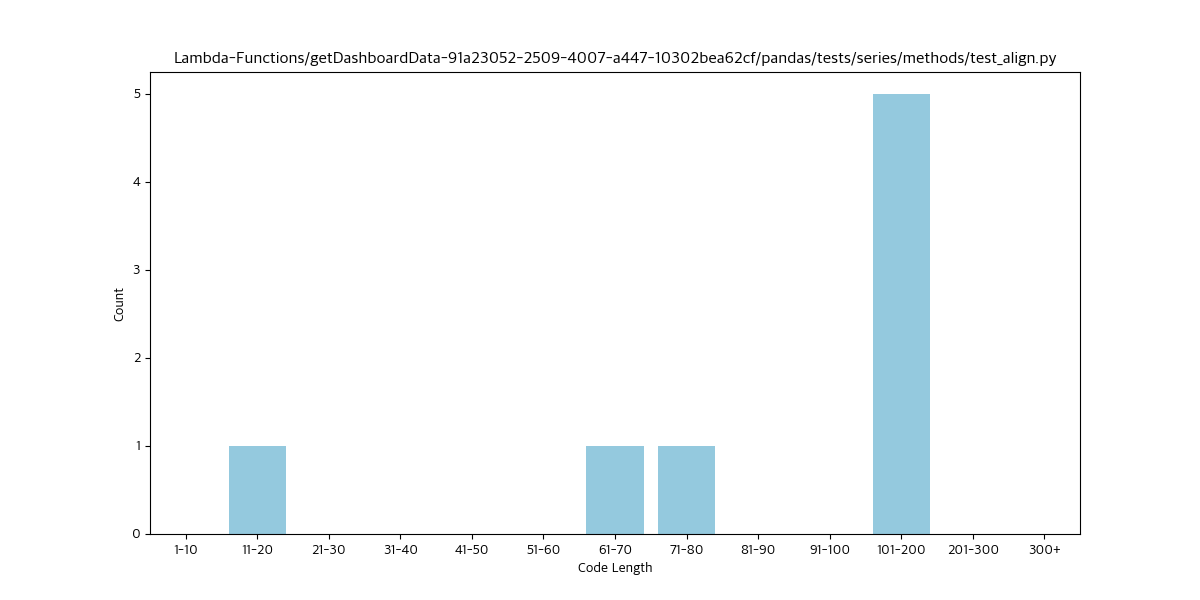 Lambda-Functions/getDashboardData-91a23052-2509-4007-a447-10302bea62cf/pandas/tests/series/methods/test_align.py
5
4
3
2
1
0
Count
1-10 11-20 21-30 31-40 41-50 51-60 61-70 71-80 81-90 91-100 101-200 201-300 300+
Code Length